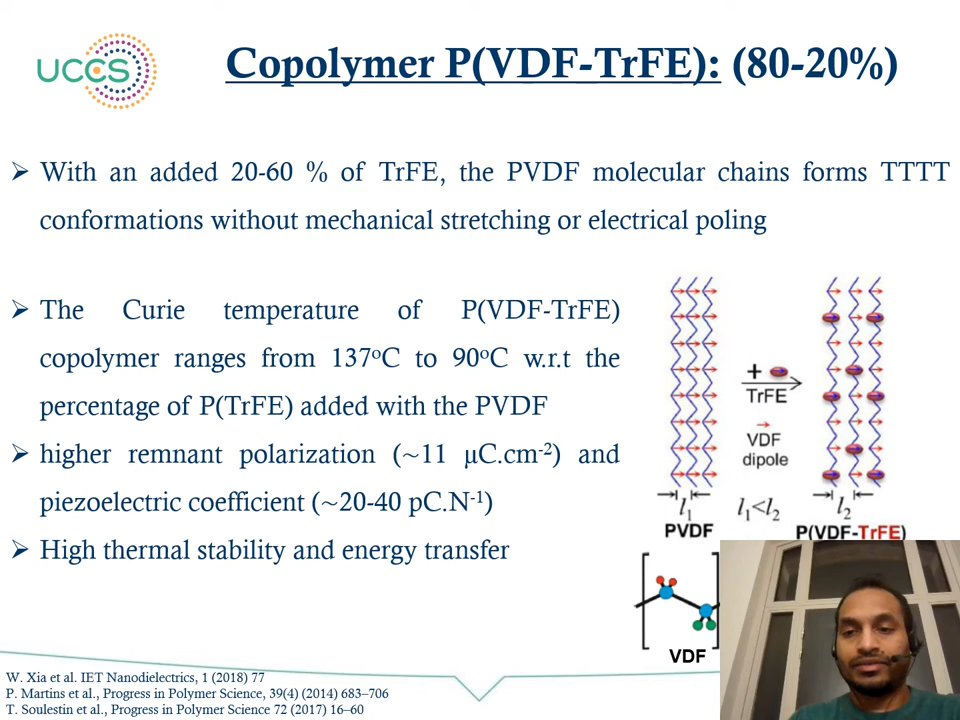 UCCS
Copolymer P(VDF-TrFE): (80-20%)
➢ With an added 20-60 % of TrFE, the PVDF molecular chains forms TTTT
conformations without mechanical stretching or electrical poling
➢ The Curie temperature of P(VDF-TrFE)
copolymer ranges from 137ºC to 90ºC w.r.t the
percentage of P(TrFE) added with the PVDF
➢ higher remnant polarization (~11 µC.cm⁻²) and
piezoelectric coefficient (~20-40 pC.N⁻¹)
➢ High thermal stability and energy transfer
+
TrFE
VDF
dipole
l₁
l₁<l₂
l₂
PVDF
P(VDF-TrFE)
VDF
W. Xia et al. IET Nanodielectrics, 1 (2018) 77
P. Martins et al., Progress in Polymer Science, 39(4) (2014) 683–706
T. Soulestin et al., Progress in Polymer Science 72 (2017) 16–60